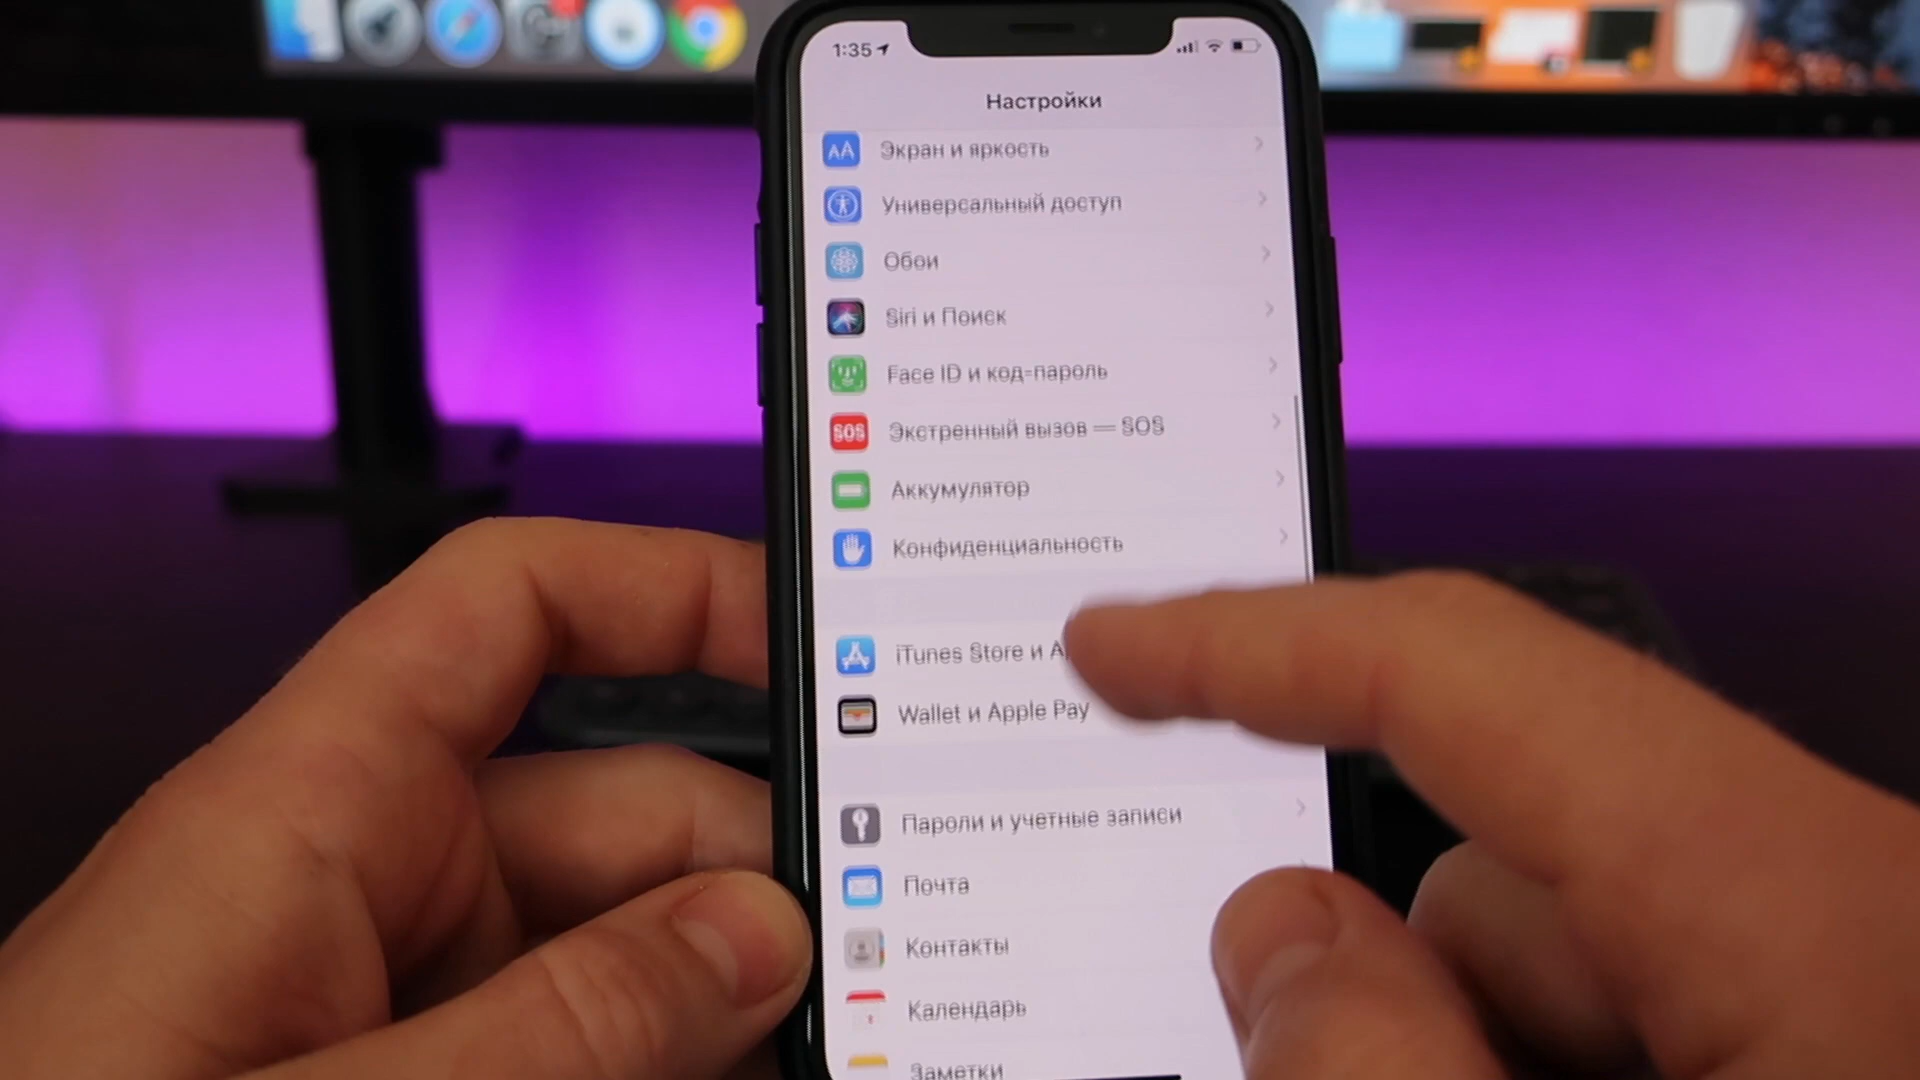 1:35
Настройки
AA Экран и яркость
Универсальный доступ
Обои
Siri и Поиск
Face ID и код-пароль
SOS Экстренный вызов — SOS
Аккумулятор
Конфиденциальность
iTunes Store и A
Wallet и Apple Pay
Пароли и учетные записи
Почта
Контакты
Календарь
Заметки